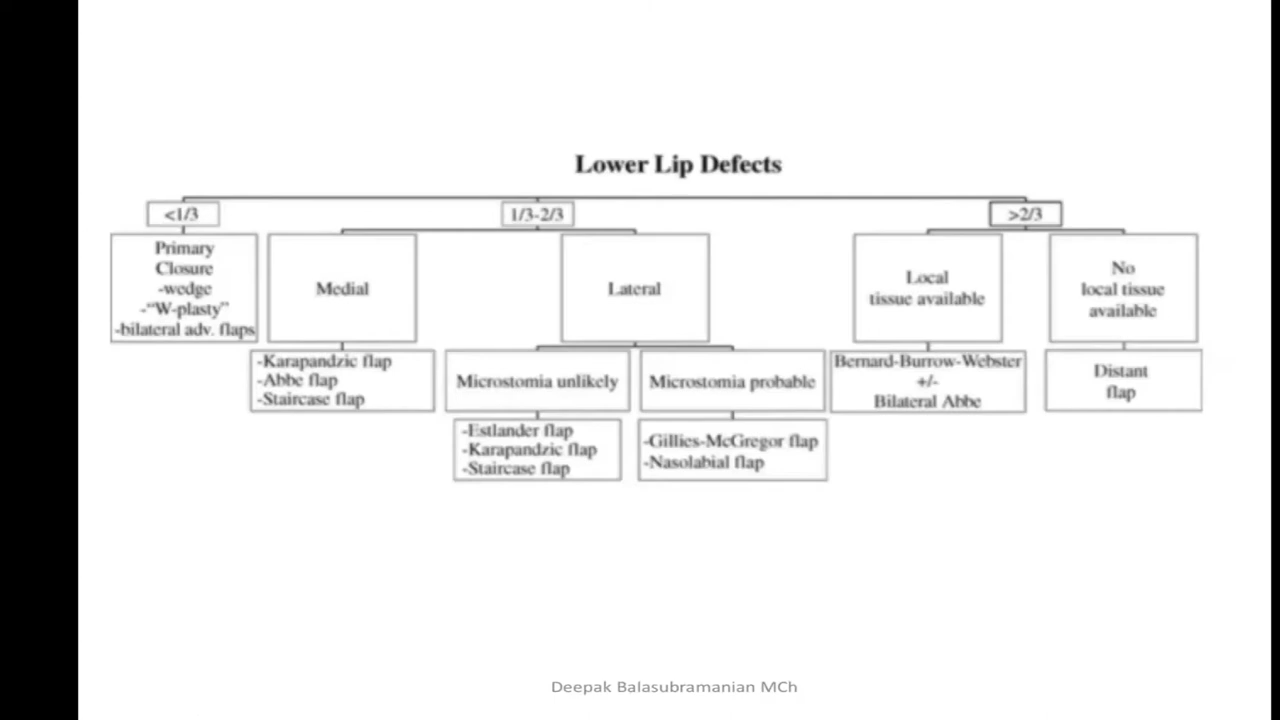 Lower Lip Defects
<1/3
1/3-2/3
>2/3
Primary
Closure
-wedge
-“W-plasty”
-bilateral adv. flaps
Medial
Lateral
Local
tissue available
No
local tissue
available
-Karapandzic flap
-Abbe flap
-Staircase flap
Microstomia unlikely
Microstomia probable
Bernard-Burrow-Webster
+/-
Bilateral Abbe
Distant
flap
-Estlander flap
-Karapandzic flap
-Staircase flap
-Gillies-McGregor flap
-Nasolabial flap
Deepak Balasubramanian MCh